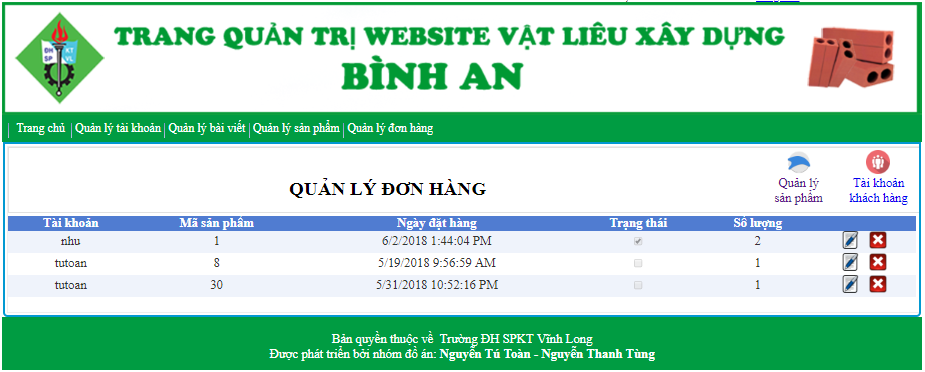 ĐH KT
SP VL
TRANG QUẢN TRỊ WEBSITE VẬT LIÊU XÂY DỰNG
BÌNH AN
Trang chủ | Quản lý tài khoản | Quản lý bài viết | Quản lý sản phẩm | Quản lý đơn hàng
QUẢN LÝ ĐƠN HÀNG
Quản lý
sản phẩm
Tài khoản
khách hàng
Tài khoản Mã sản phẩm Ngày đặt hàng Trạng thái Số lượng
nhu 1 6/2/2018 1:44:04 PM 2
tutoan 8 5/19/2018 9:56:59 AM 1
tutoan 30 5/31/2018 10:52:16 PM 1
Bản quyền thuộc về Trường ĐH SPKT Vĩnh Long
Được phát triển bởi nhóm đồ án: Nguyễn Tú Toàn - Nguyễn Thanh Tùng